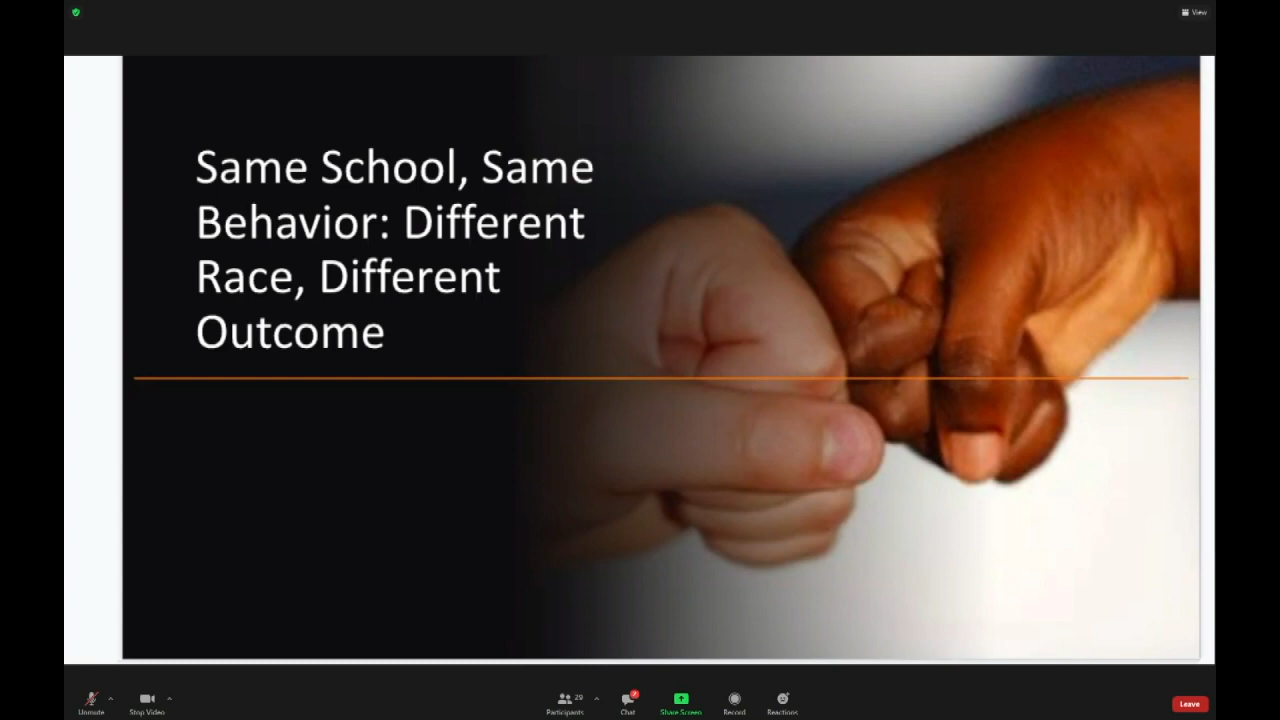 View
Same School, Same
Behavior: Different
Race, Different
Outcome
Unmute
Stop Video
29
Participants
2
Chat
Share Screen
Record
Reactions
Leave